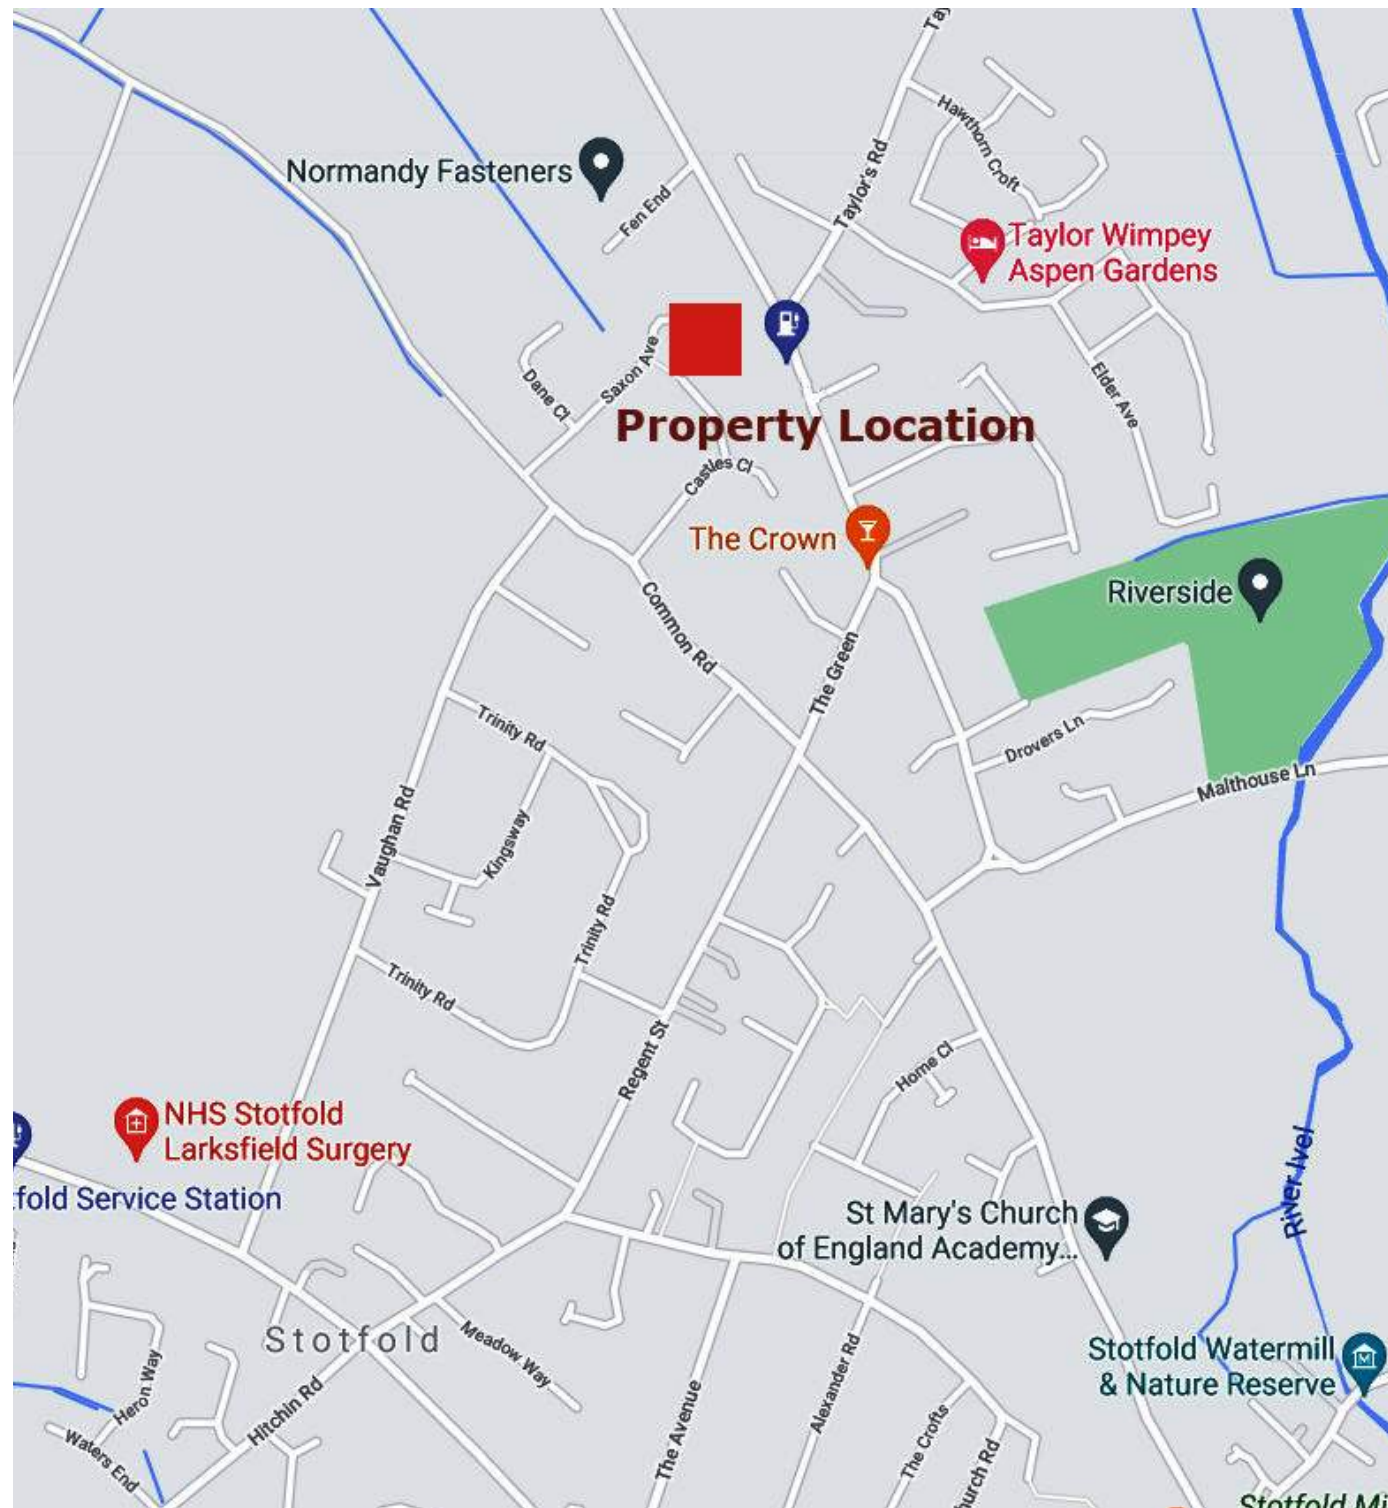 Tay
Hawthorn Croft
Normandy Fasteners
Fen End
Taylor's Rd
Taylor Wimpey
Aspen Gardens
Dane Cl
Saxon Ave
Elder Ave
Property Location
Castles Cl
The Crown
Riverside
Common Rd
The Green
Trinity Rd
Drovers Ln
Malthouse Ln
Vaughan Rd
Kingsway
Trinity Rd
Trinity Rd
Regent St
Home Cl
NHS Stotfold
Larksfield Surgery
tfold Service Station
River Ivel
St Mary's Church
of England Academy...
Stotfold
Meadow Way
Stotfold Watermill
& Nature Reserve
Heron Way
Hitchin Rd
Alexander Rd
The Avenue
The Crofts
Waters End
hurch Rd
Stotfold Mi